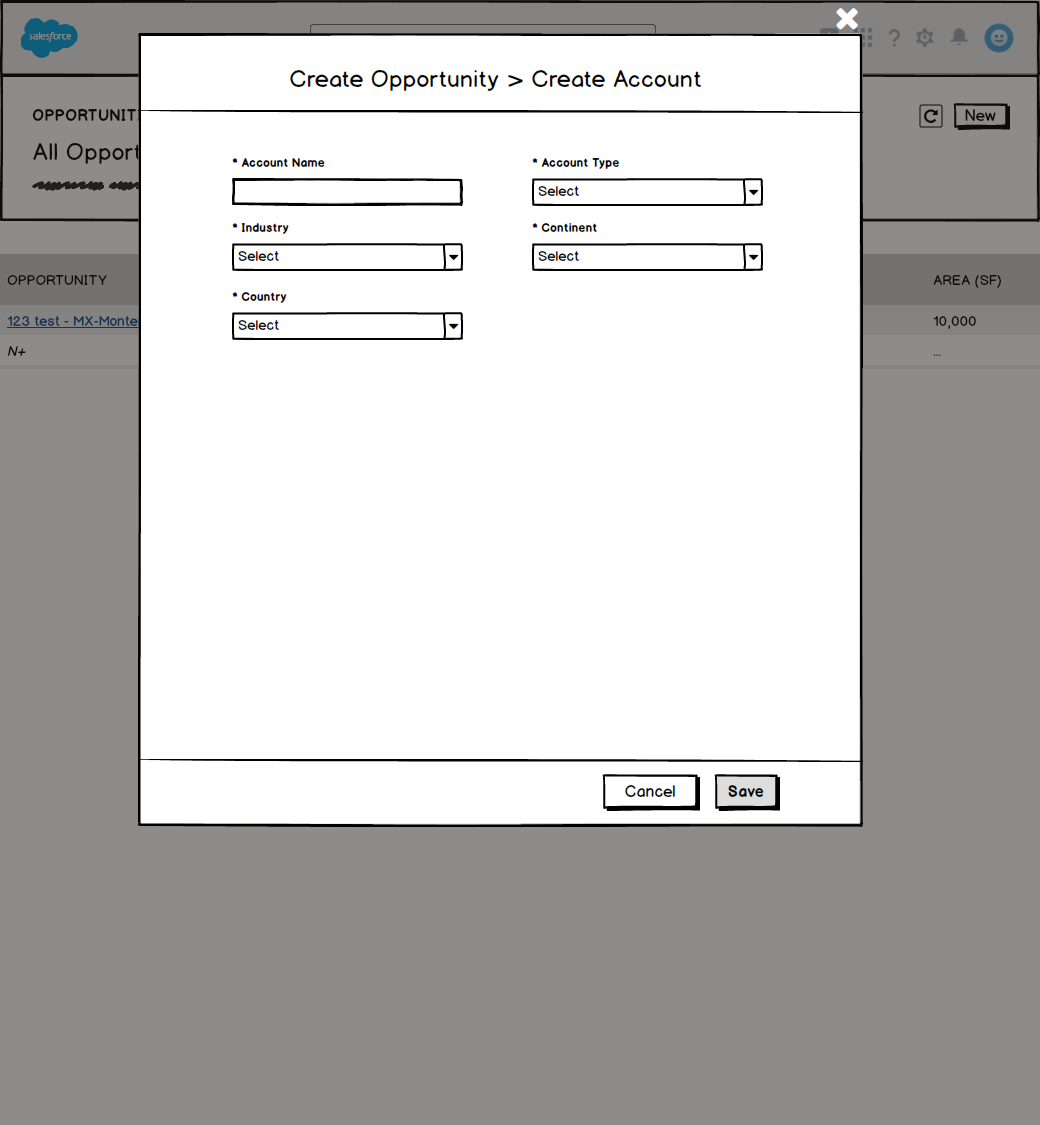 salesforce
?
Create Opportunity > Create Account
OPPORTUNIT
New
All Opport
* Account Name
* Account Type
Select
* Industry
* Continent
Select
Select
OPPORTUNITY
AREA (SF)
* Country
123 test - MX-Monte
Select
10,000
N+
...
Cancel
Save